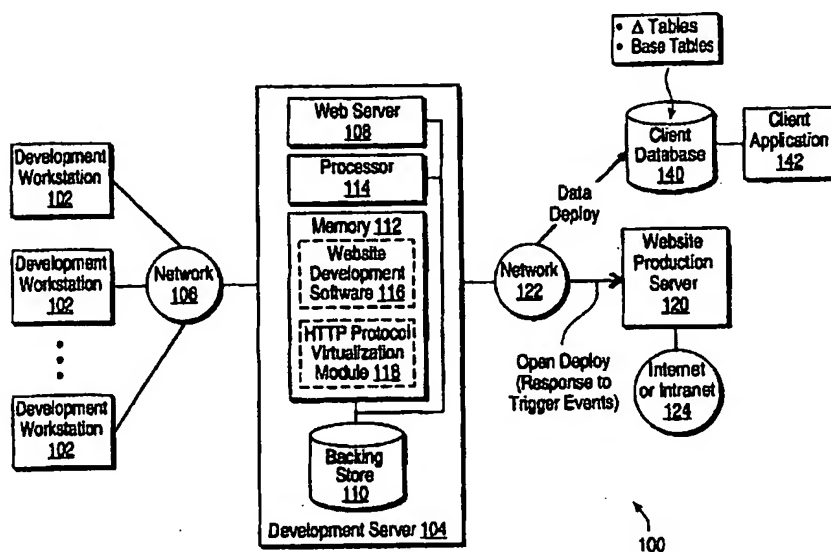 • Δ Tables
• Base Tables
Web Server
108
Processor
114
Memory 112
Website
Development
Software 116
HTTP Protocol
Virtualization
Module 118
Backing
Store
110
Development Server 104
Development
Workstation
102
Development
Workstation
102
Development
Workstation
102
Network
106
Network
122
Data
Deploy
Client
Database
140
Client
Application
142
Website
Production
Server
120
Open Deploy
(Response to
Trigger Events)
Internet
or Intranet
124
100